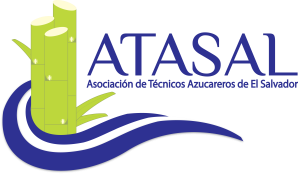 ATASAL
Asociación de Técnicos Azucareros de El Salvador